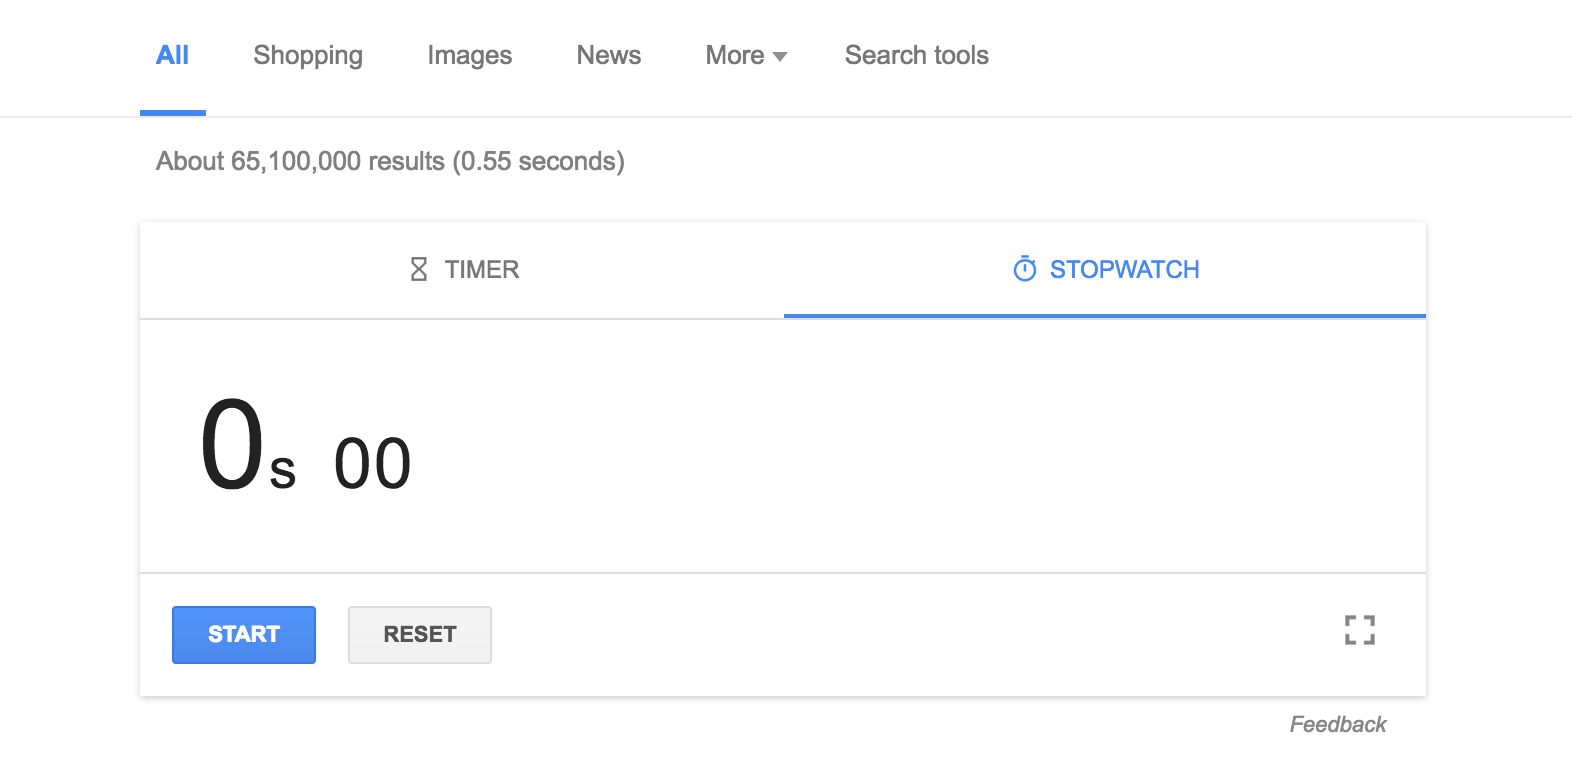 All Shopping Images News More Search tools
About 65,100,000 results (0.55 seconds)
TIMER STOPWATCH
0s 00
START RESET
Feedback